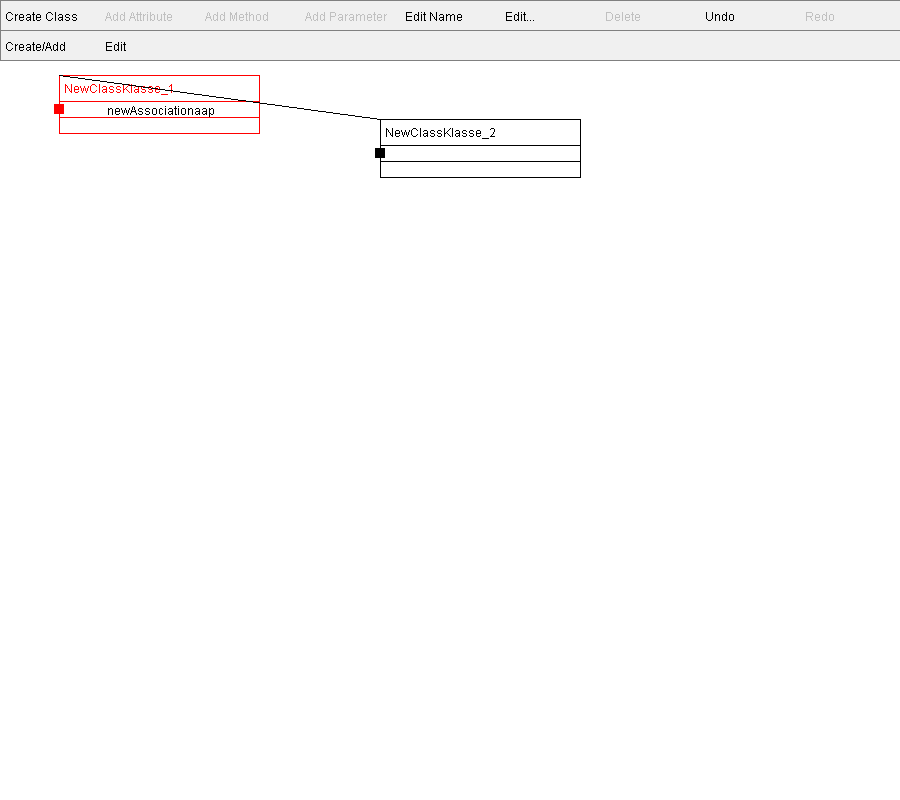 Create Class Add Attribute Add Method Add Parameter Edit Name Edit... Delete Undo Redo
Create/Add Edit
NewClassKlasse_1
newAssociationaap
NewClassKlasse_2